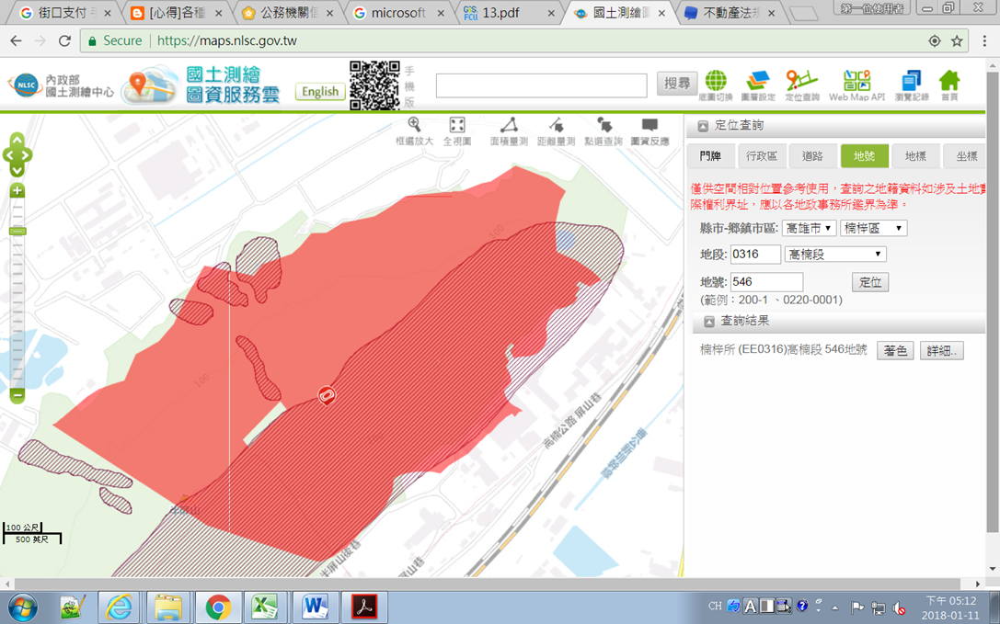 街口支付 手
[心得]各種
公務機關個
microsoft
13.pdf
國土測繪圖
不動產法規
第一位使用者
Secure
https://maps.nlsc.gov.tw
NLSC
內政部
國土測繪中心
國土測繪
圖資服務雲
English
手機版
搜尋
底圖切換
圖層設定
定位查詢
Web Map API
瀏覽記錄
首頁
框選放大
全視圖
面積量測
距離量測
點選查詢
圖資反應
定位查詢
門牌
行政區
道路
地號
地標
坐標
僅供空間相對位置參考使用，查詢之地籍資料如涉及土地實
際權利界址，應以各地政事務所鑑界為準。
縣市-鄉鎮市區: 高雄市 楠梓區
地段: 0316 高楠段
地號: 546 定位
(範例：200-1 、0220-0001)
查詢結果
楠梓所 (EE0316)高楠段 546地號 著色 詳細..
100
100
高楠公路
屏山巷
半屏山
半屏山後巷
屏山巷
100 公尺
500 英尺
CH
下午 05:12
2018-01-11